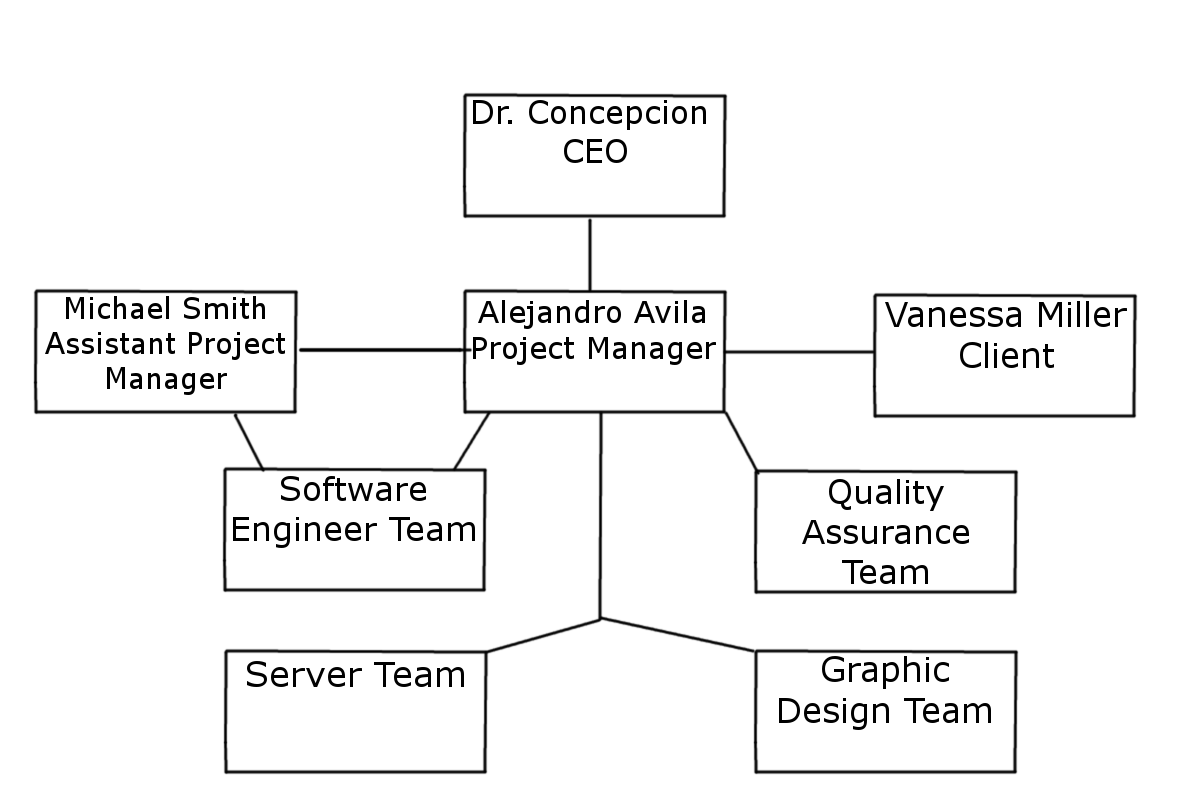 Dr. Concepcion
CEO
Michael Smith
Assistant Project
Manager
Alejandro Avila
Project Manager
Vanessa Miller
Client
Software
Engineer Team
Quality
Assurance
Team
Server Team
Graphic
Design Team